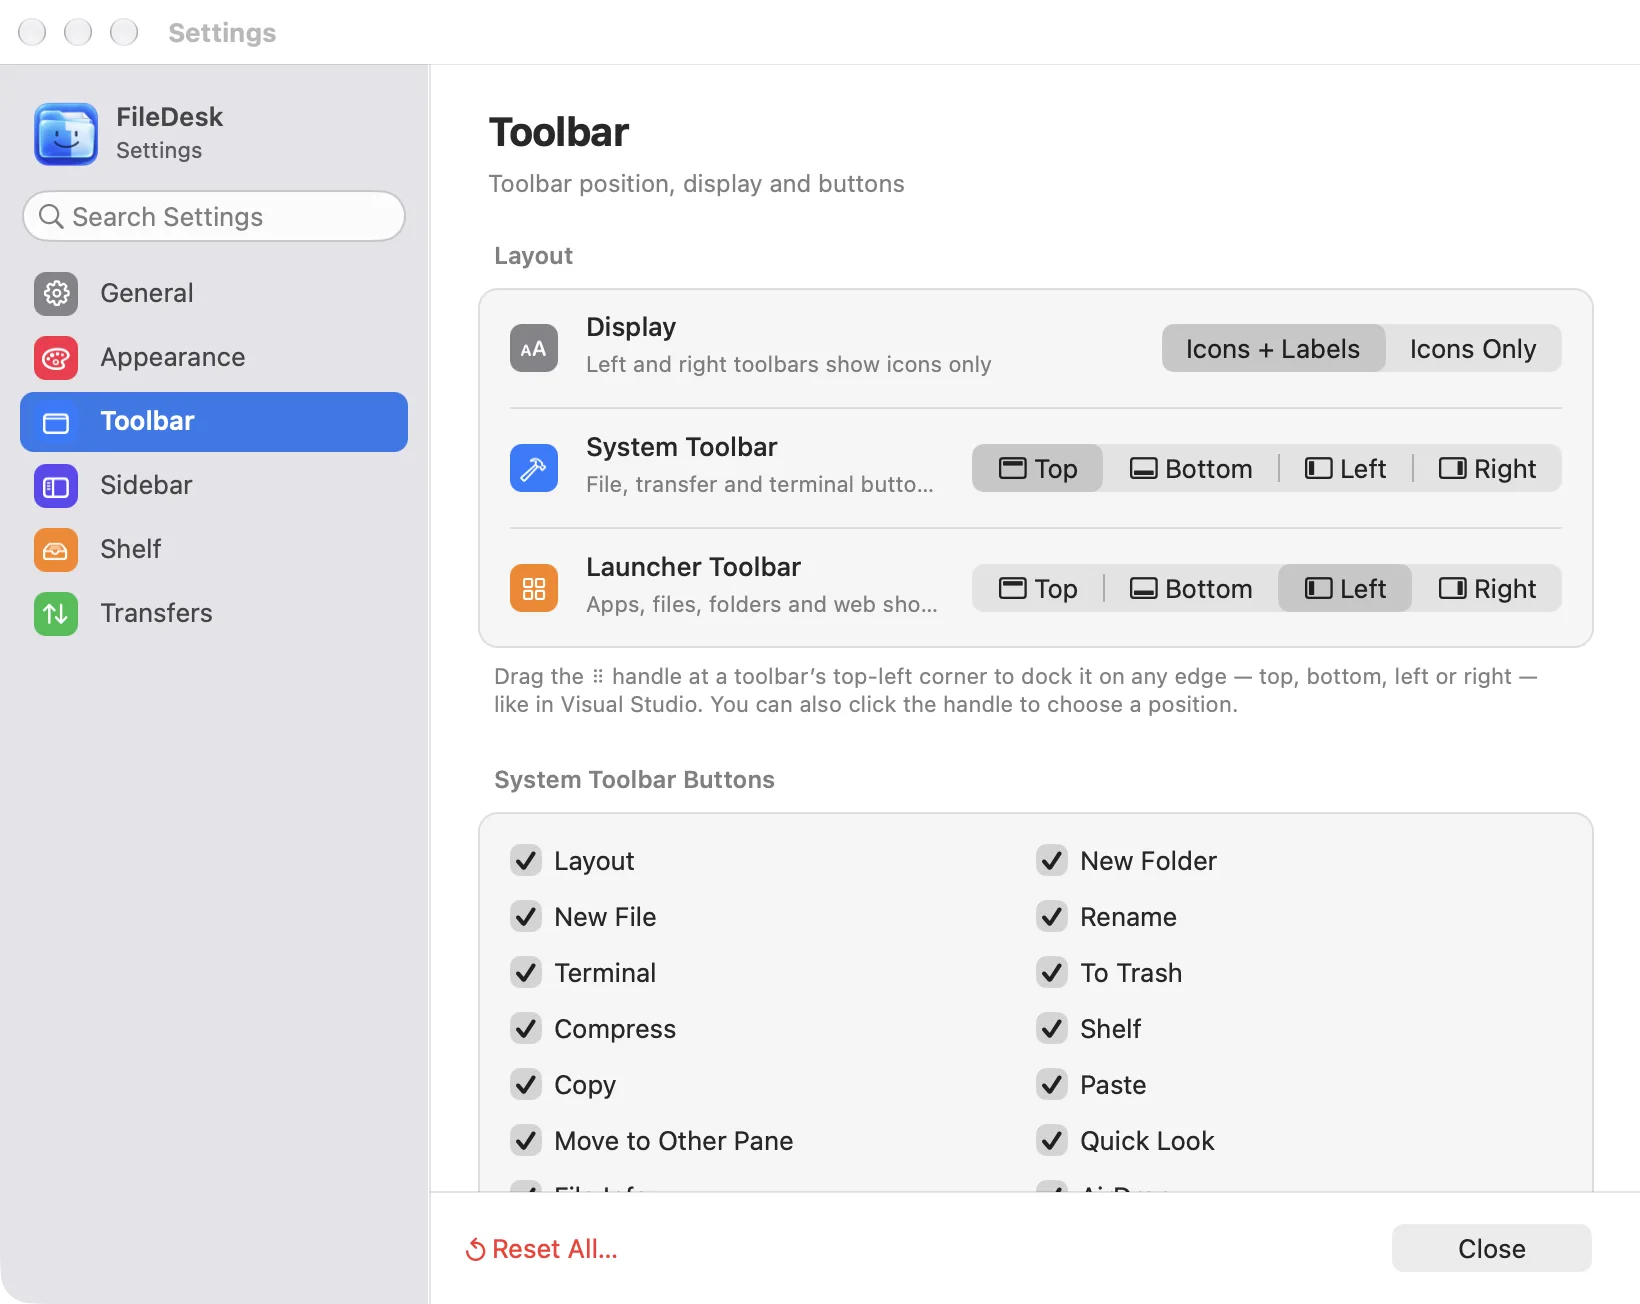 Settings
FileDesk
Settings
Search Settings
General
Appearance
Toolbar
Sidebar
Shelf
Transfers
Toolbar
Toolbar position, display and buttons
Layout
Display
Left and right toolbars show icons only
Icons + Labels
Icons Only
System Toolbar
File, transfer and terminal butto...
Top
Bottom
Left
Right
Launcher Toolbar
Apps, files, folders and web sho...
Top
Bottom
Left
Right
Drag the ⠿ handle at a toolbar’s top-left corner to dock it on any edge — top, bottom, left or right —
like in Visual Studio. You can also click the handle to choose a position.
System Toolbar Buttons
Layout
New Folder
New File
Rename
Terminal
To Trash
Compress
Shelf
Copy
Paste
Move to Other Pane
Quick Look
Reset All...
Close